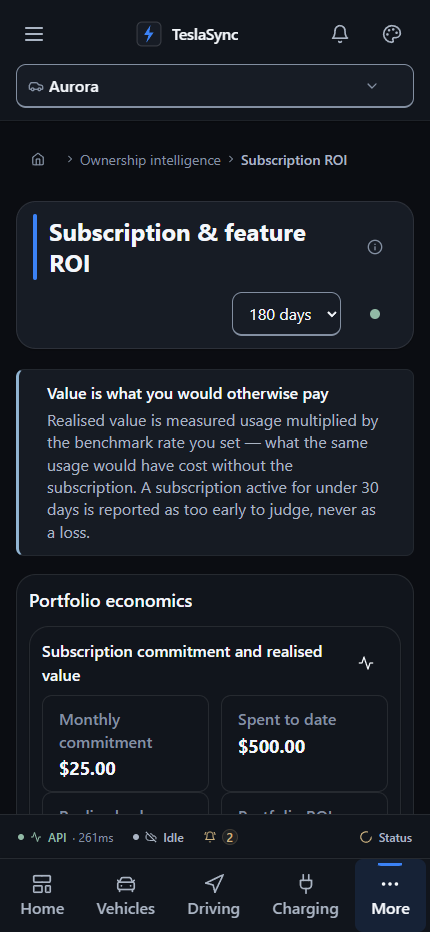 TeslaSync
Aurora
Ownership intelligence
Subscription ROI
Subscription & feature
ROI
180 days
Value is what you would otherwise pay
Realised value is measured usage multiplied by
the benchmark rate you set — what the same
usage would have cost without the
subscription. A subscription active for under 30
days is reported as too early to judge, never as
a loss.
Portfolio economics
Subscription commitment and realised
value
Monthly
commitment
$25.00
Spent to date
$500.00
API · 261ms
Idle
2
Status
Home
Vehicles
Driving
Charging
More